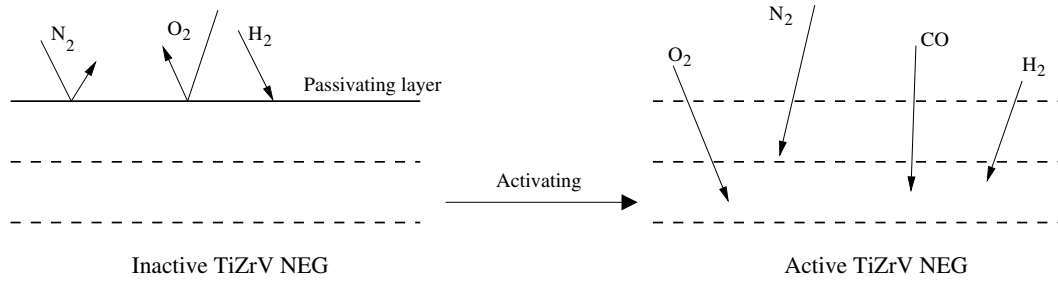 N₂
O₂
H₂
Passivating layer
Inactive TiZrV NEG
Activating
O₂
N₂
CO
H₂
Active TiZrV NEG